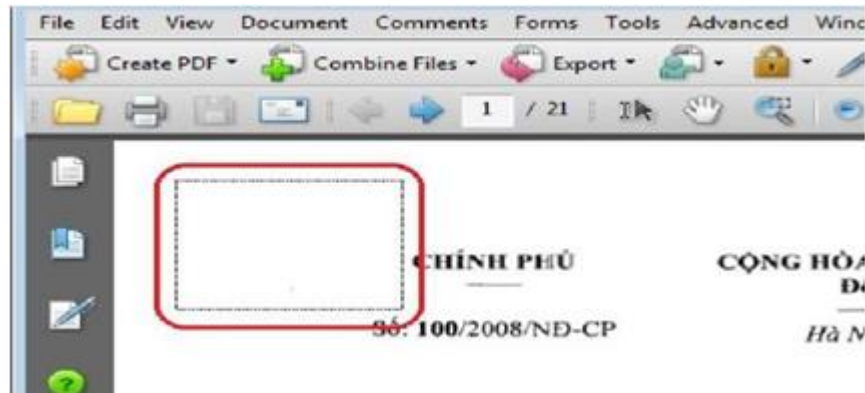 File Edit View Document Comments Forms Tools Advanced
Create PDF Combine Files Export
1 / 21
CHÍNH PHỦ CỘNG
Số: 100/2008/NĐ-CP Hà